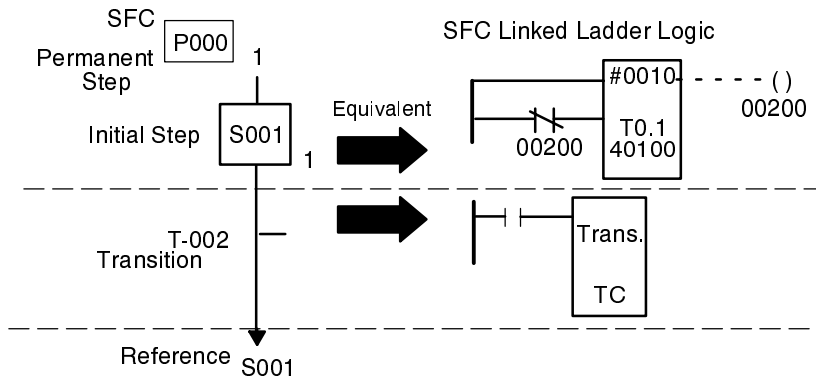 SFC
P000
1
Permanent
Step
Initial Step
S001
1
SFC Linked Ladder Logic
Equivalent
#0010
( )
00200
00200
T0.1
40100
T-002
Transition
Trans.
TC
Reference
S001